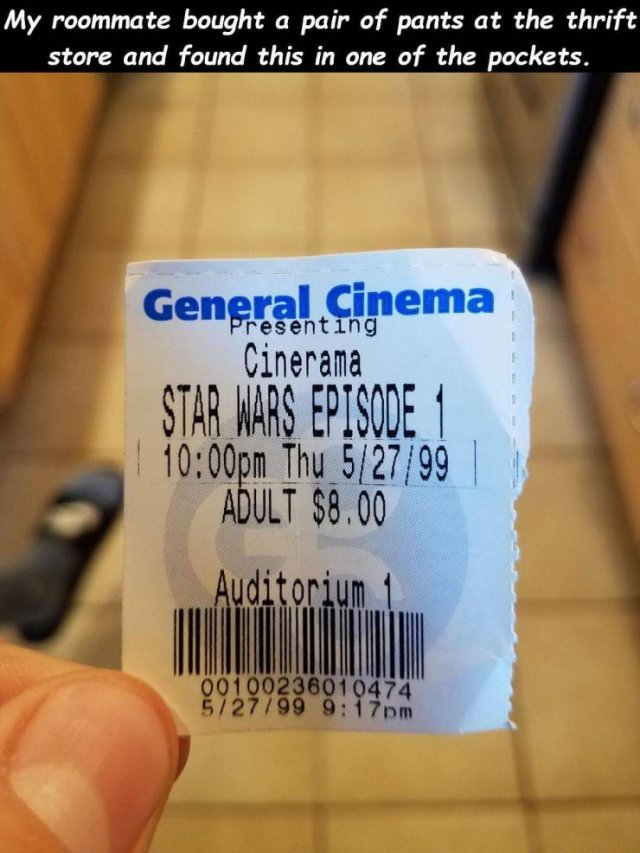 My roommate bought a pair of pants at the thrift
store and found this in one of the pockets.
General Cinema
Presenting
Cinerama
STAR WARS EPISODE 1
10:00pm Thu 5/27/99
ADULT $8.00
Auditorium 1
00100236010474
5/27/99 9:17pm